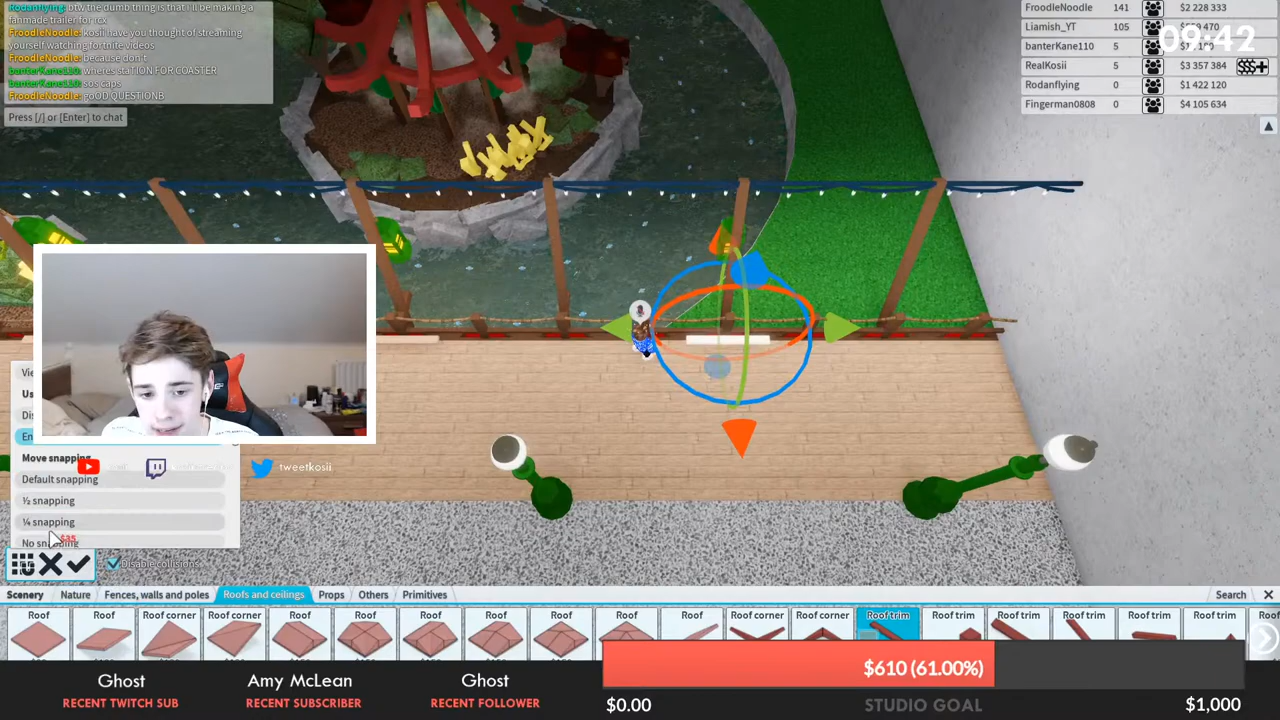 Rodanflying: btw the dumb thing is that i'll be making a
fanmade trailer for rcx
FroodleNoodle: kosii have you thought of streaming
yourself watching fortnite videos
FroodleNoodle: because don't
banterKane110: wheres staTION FOR COASTER
banterKane110: sos caps
FroodleNoodle: goOD QUESTIONB
Press [/] or [Enter] to chat
FroodleNoodle 141 $2 228 333
Liamish_YT 105
banterKane110 5
RealKosii 5 $3 357 384 $$$+
Rodanflying 0 $1 422 120
Fingerman0808 0 $4 105 634
09:42
Move snapping
Default snapping
½ snapping
¼ snapping
No snapping
$35
tweetkosii
Disable collisions
Scenery Nature Fences, walls and poles Roofs and ceilings Props Others Primitives Search
Roof Roof Roof corner Roof corner Roof Roof Roof Roof Roof Roof Roof Roof corner Roof corner Roof trim Roof trim Roof trim Roof trim Roof trim Roof trim
Ghost
RECENT TWITCH SUB
Amy McLean
RECENT SUBSCRIBER
Ghost
RECENT FOLLOWER
$610 (61.00%)
$0.00 STUDIO GOAL $1,000